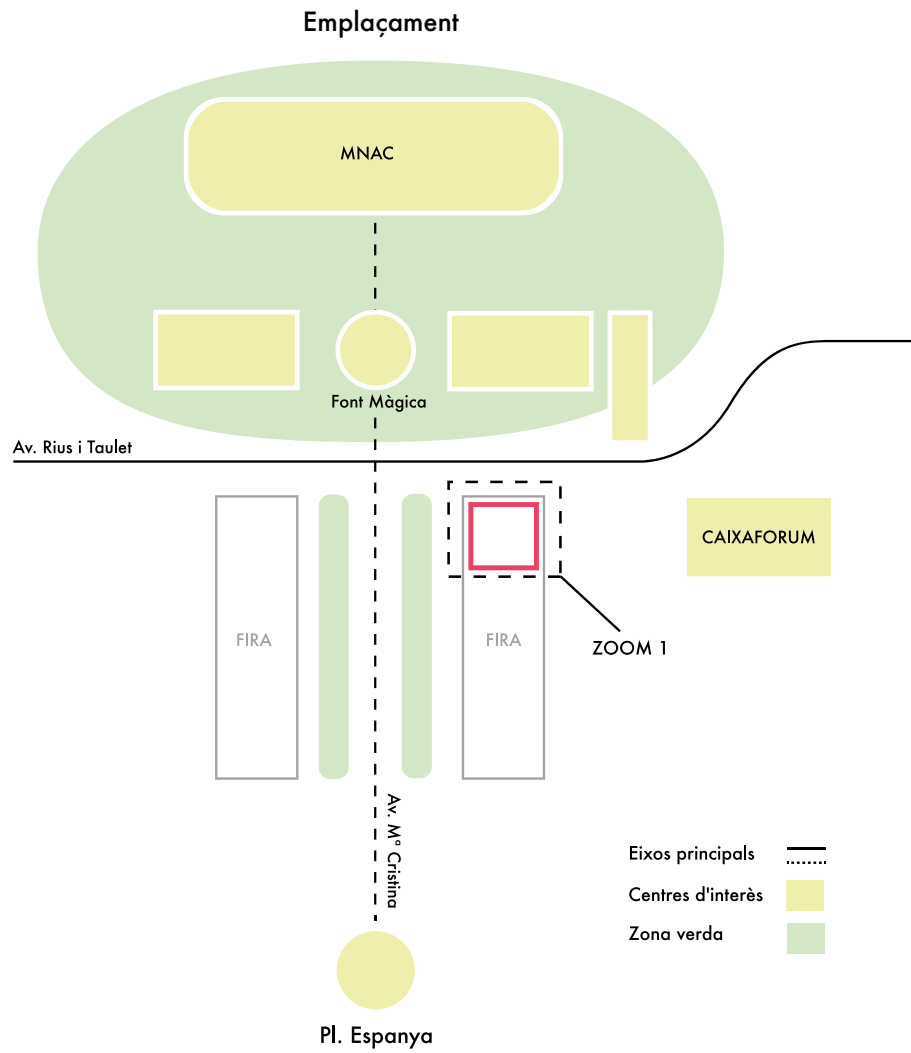 Emplaçament
MNAC
Font Màgica
Av. Rius i Taulet
CAIXAFORUM
FIRA
FIRA
ZOOM 1
Av. Mª Cristina
Eixos principals
Centres d'interès
Zona verda
Pl. Espanya